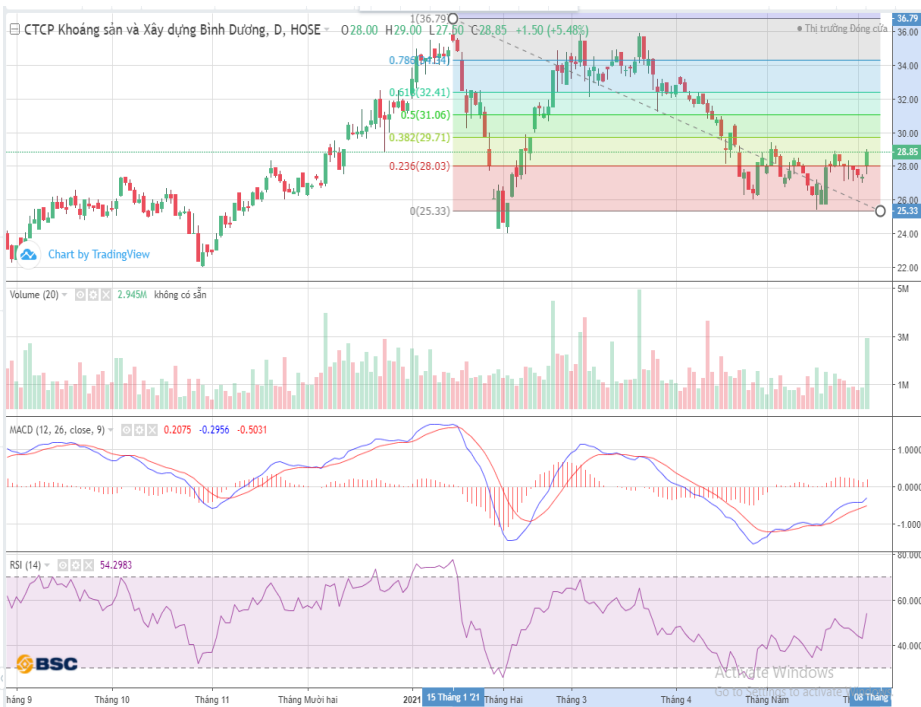 CTCP Khoáng sản và Xây dựng Bình Dương, D, HOSE O28.00 H29.00 L27.50 C28.85 +1.50 (+5.48%)
Thị trường Đóng cửa
1(36.79)
0.618(32.41)
0.5(31.06)
0.382(29.71)
0.236(28.03)
0(25.33)
36.79
36.00
34.00
32.00
30.00
28.85
28.00
26.00
25.33
24.00
22.00
Chart by TradingView
Volume (20) 2.945M không có sẵn
5M
3M
1M
MACD (12, 26, close, 9) 0.2075 -0.2956 -0.5031
1.0000
0.0000
-1.0000
RSI (14) 54.2983
80.0000
60.0000
40.0000
BSC
Activate Windows
Go to Settings to activate
háng 9 Tháng 10 Tháng 11 Tháng Mười hai 2021 15 Tháng 1 '21 Tháng Hai Tháng 3 Tháng 4 Tháng Năm 08 Tháng